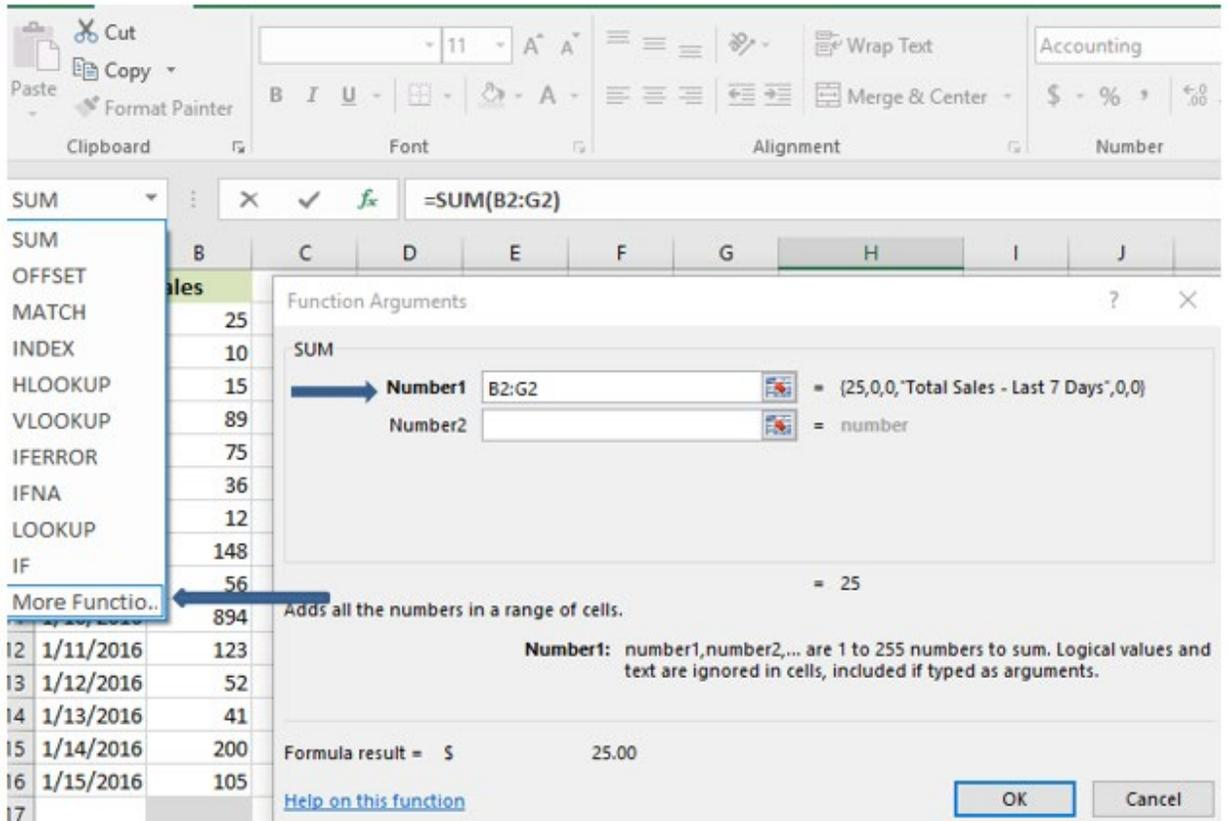 Cut
Copy
Paste
Format Painter
Clipboard
11
A A
B I U
A
Font
Wrap Text
Merge & Center
Alignment
Accounting
$ % ,
Number
SUM
=SUM(B2:G2)
SUM
OFFSET
MATCH
INDEX
HLOOKUP
VLOOKUP
IFERROR
IFNA
LOOKUP
IF
More Functio..
B C D E F G H I J
ales
25
10
15
89
75
36
12
148
56
894
12 1/11/2016 123
13 1/12/2016 52
14 1/13/2016 41
15 1/14/2016 200
16 1/15/2016 105
17
Function Arguments ? ×
SUM
Number1 B2:G2 = {25,0,0,"Total Sales - Last 7 Days",0,0}
Number2 = number
= 25
Adds all the numbers in a range of cells.
Number1: number1,number2,... are 1 to 255 numbers to sum. Logical values and
text are ignored in cells, included if typed as arguments.
Formula result = $ 25.00
Help on this function
OK Cancel